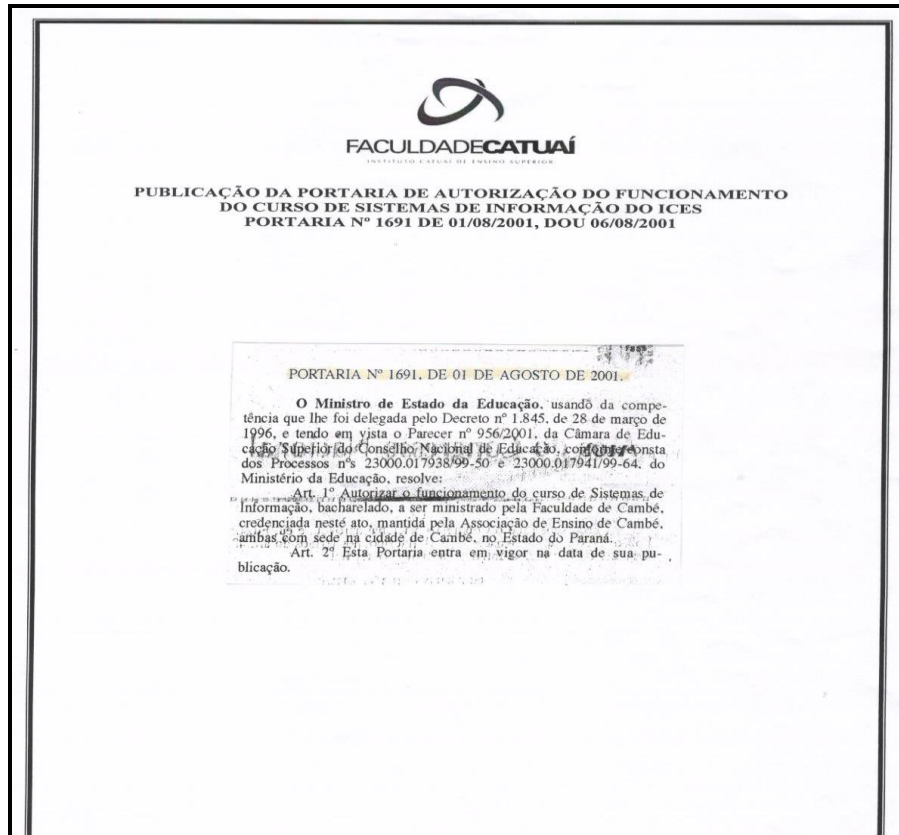 FACULDADECATUAÍ
INSTITUTO CATUAÍ DE ENSINO SUPERIOR
PUBLICAÇÃO DA PORTARIA DE AUTORIZAÇÃO DO FUNCIONAMENTO
DO CURSO DE SISTEMAS DE INFORMAÇÃO DO ICES
PORTARIA Nº 1691 DE 01/08/2001, DOU 06/08/2001
PORTARIA Nº 1691, DE 01 DE AGOSTO DE 2001.
O Ministro de Estado da Educação, usando da compe-
tência que lhe foi delegada pelo Decreto nº 1.845, de 28 de março de
1996, e tendo em vista o Parecer nº 956/2001, da Câmara de Edu-
cação Superior do Conselho Nacional de Educação, conforme consta
dos Processos nºs 23000.017938/99-50 e 23000.017941/99-64, do
Ministério da Educação, resolve:
Art. 1º Autorizar o funcionamento do curso de Sistemas de
Informação, bacharelado, a ser ministrado pela Faculdade de Cambé,
credenciada neste ato, mantida pela Associação de Ensino de Cambé,
ambas com sede na cidade de Cambé, no Estado do Paraná.
Art. 2º Esta Portaria entra em vigor na data de sua pu-
blicação.